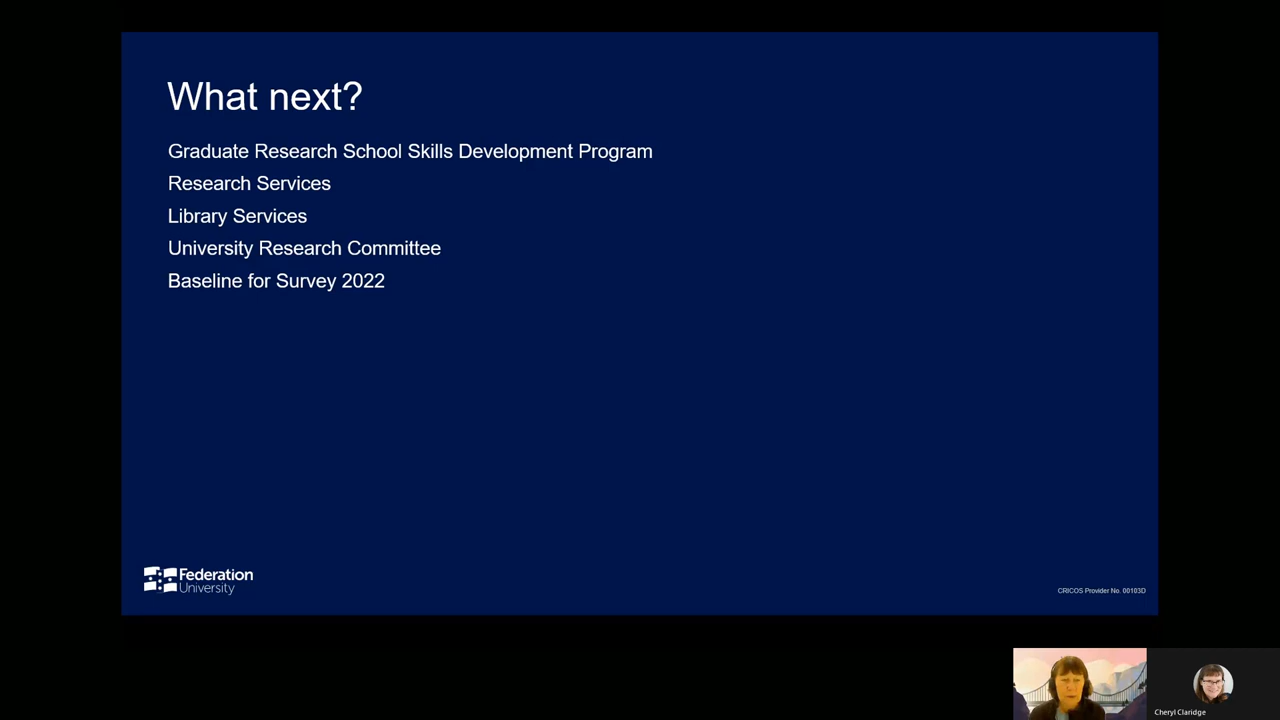 What next?
Graduate Research School Skills Development Program
Research Services
Library Services
University Research Committee
Baseline for Survey 2022
Federation
University
CRICOS Provider No. 00103D
Cheryl Claridge